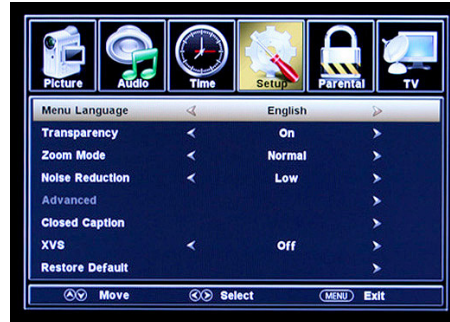 Picture Audio Time Setup Parental TV
Menu Language English
Transparency On
Zoom Mode Normal
Noise Reduction Low
Advanced
Closed Caption
XVS Off
Restore Default
Move Select MENU Exit